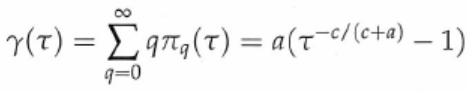 γ(τ) = ∑_{q=0}^{∞} qπ_q(τ) = a(τ^{−c/(c+a)} − 1)